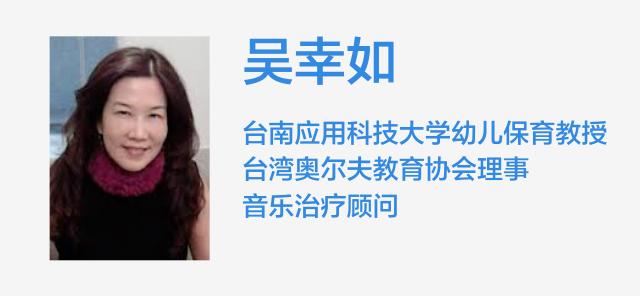 吴幸如
台南应用科技大学幼儿保育教授
台湾奥尔夫教育协会理事
音乐治疗顾问